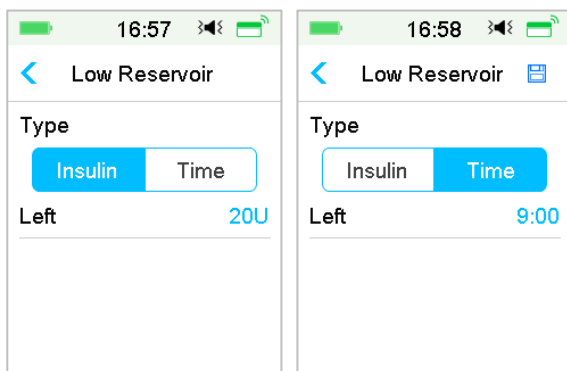 16:57
Low Reservoir
Type
Insulin Time
Left 20U
16:58
Low Reservoir
Type
Insulin Time
Left 9:00